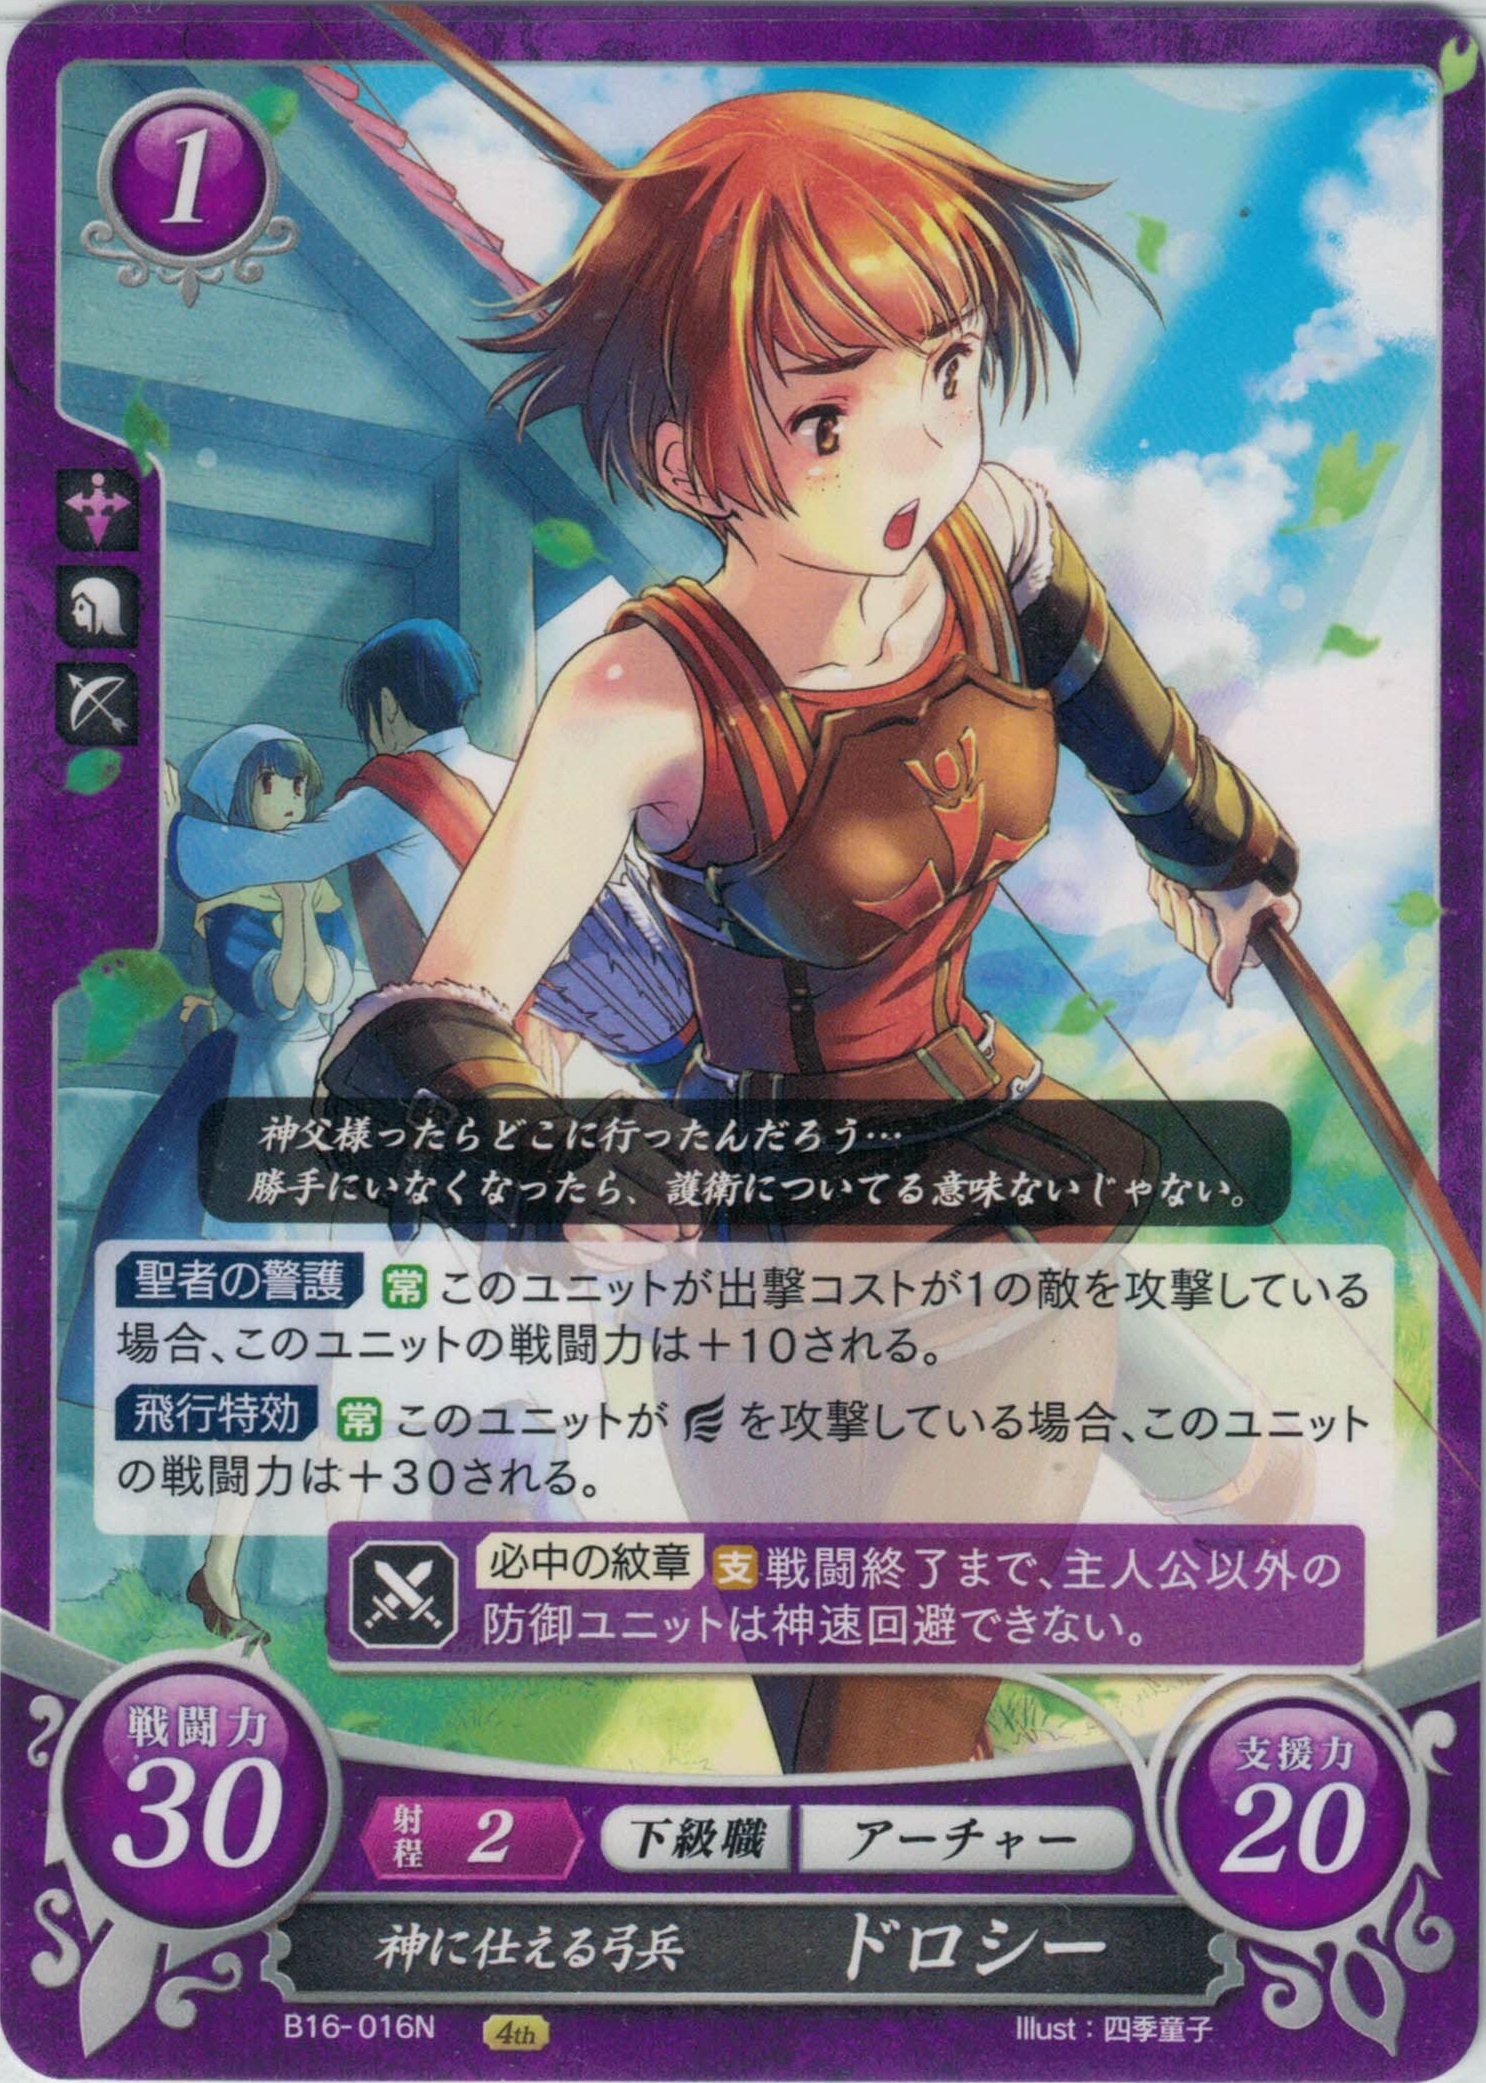 1
神父様ったらどこに行ったんだろう…
勝手にいなくなったら、護衛についてる意味ないじゃない。
聖者の警護 常 このユニットが出撃コストが1の敵を攻撃している
場合、このユニットの戦闘力は＋10される。
飛行特効 常 このユニットが を攻撃している場合、このユニット
の戦闘力は＋30される。
必中の紋章 支 戦闘終了まで、主人公以外の
防御ユニットは神速回避できない。
戦闘力
30
射程 2
下級職 アーチャー
支援力
20
神に仕える弓兵 ドロシー
B16-016N 4th Illust：四季童子